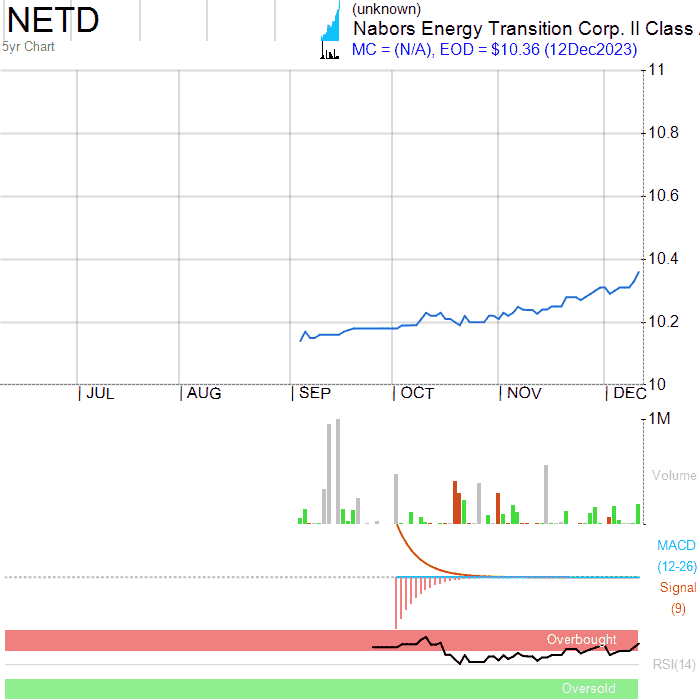 NETD
(unknown)
Nabors Energy Transition Corp. II Class
5yr Chart
MC = (N/A), EOD = $10.36 (12Dec2023)
11
10.8
10.6
10.4
10.2
10
JUL AUG SEP OCT NOV DEC
1M
Volume
MACD
(12-26)
Signal
(9)
Overbought
RSI(14)
Oversold